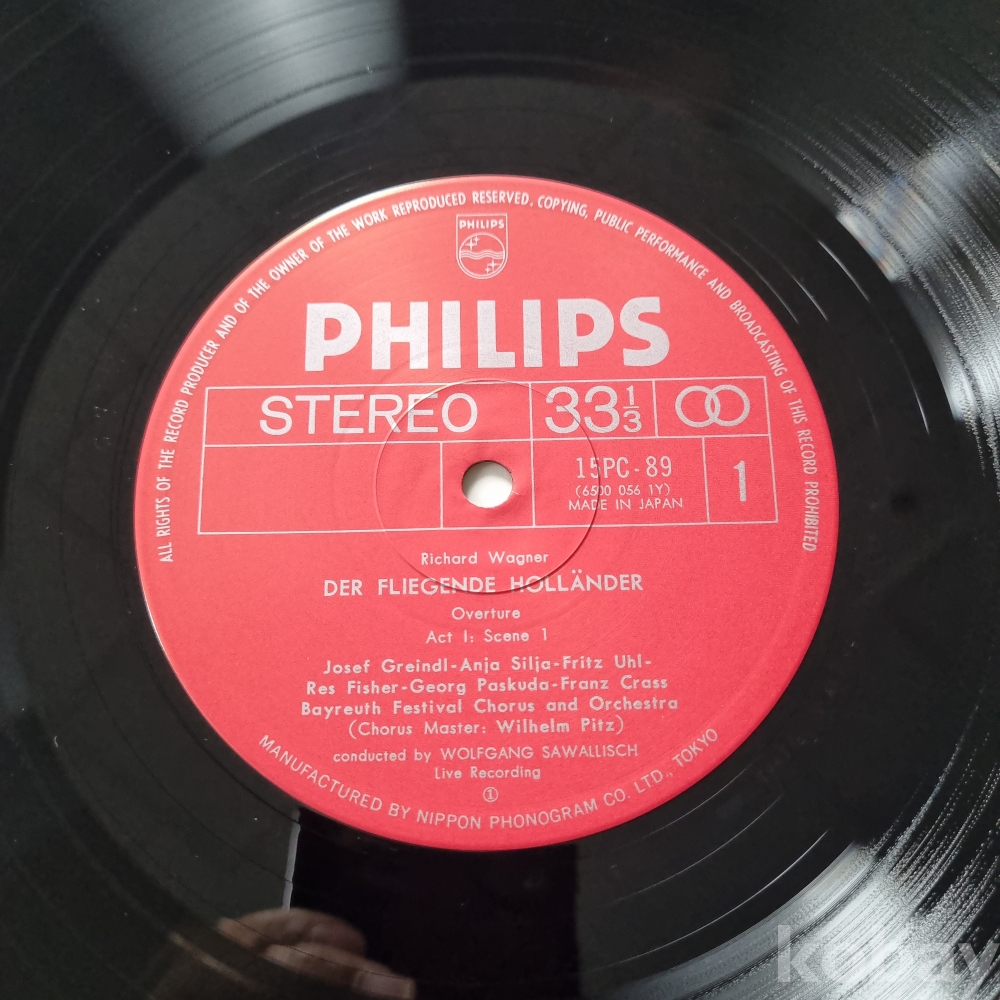 ALL RIGHTS OF THE RECORD PRODUCER AND OF THE OWNER OF THE WORK REPRODUCED RESERVED. COPYING, PUBLIC PERFORMANCE AND BROADCASTING OF THIS RECORD PROHIBITED
PHILIPS
PHILIPS
STEREO 33 1/3
15PC-89
(6500 056 1Y)
MADE IN JAPAN
1
Richard Wagner
DER FLIEGENDE HOLLÄNDER
Overture
Act I: Scene 1
Josef Greindl-Anja Silja-Fritz Uhl-
Res Fisher-Georg Paskuda-Franz Crass
Bayreuth Festival Chorus and Orchestra
(Chorus Master: Wilhelm Pitz)
conducted by WOLFGANG SAWALLISCH
Live Recording
①
MANUFACTURED BY NIPPON PHONOGRAM CO. LTD., TOKYO
kobay